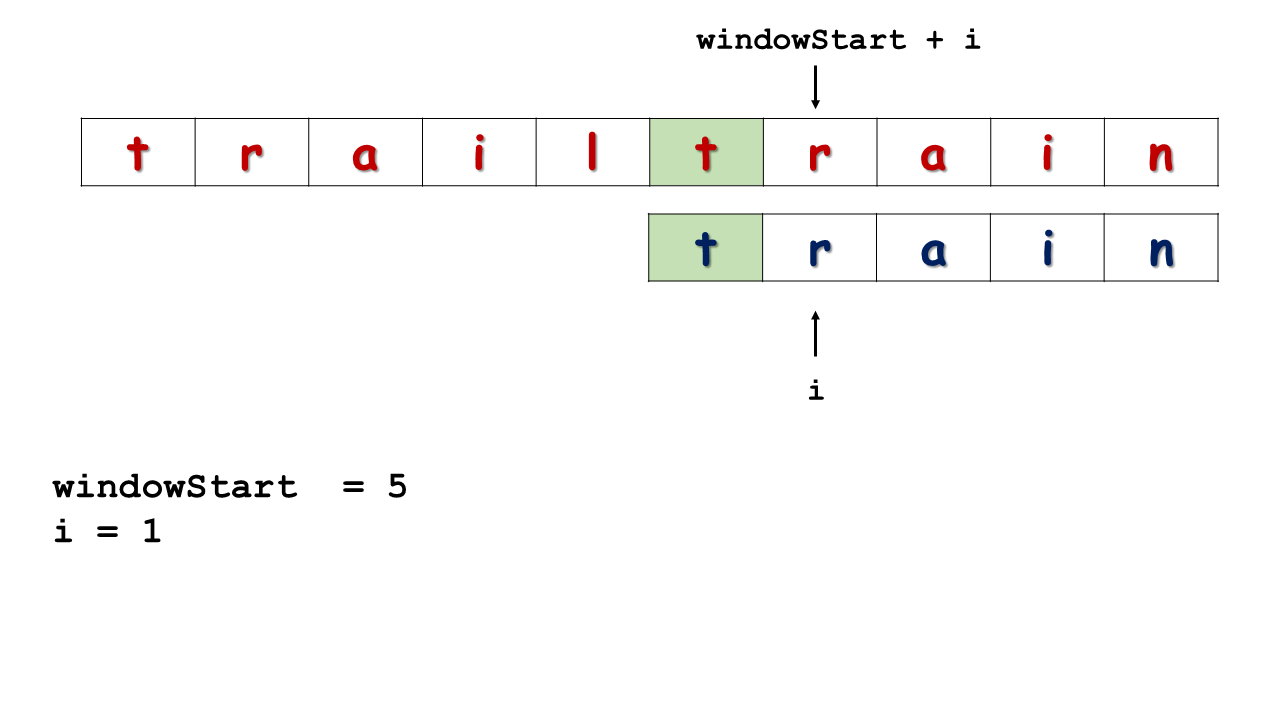 windowStart + i
t r a i l t r a i n
t r a i n
i
windowStart = 5
i = 1